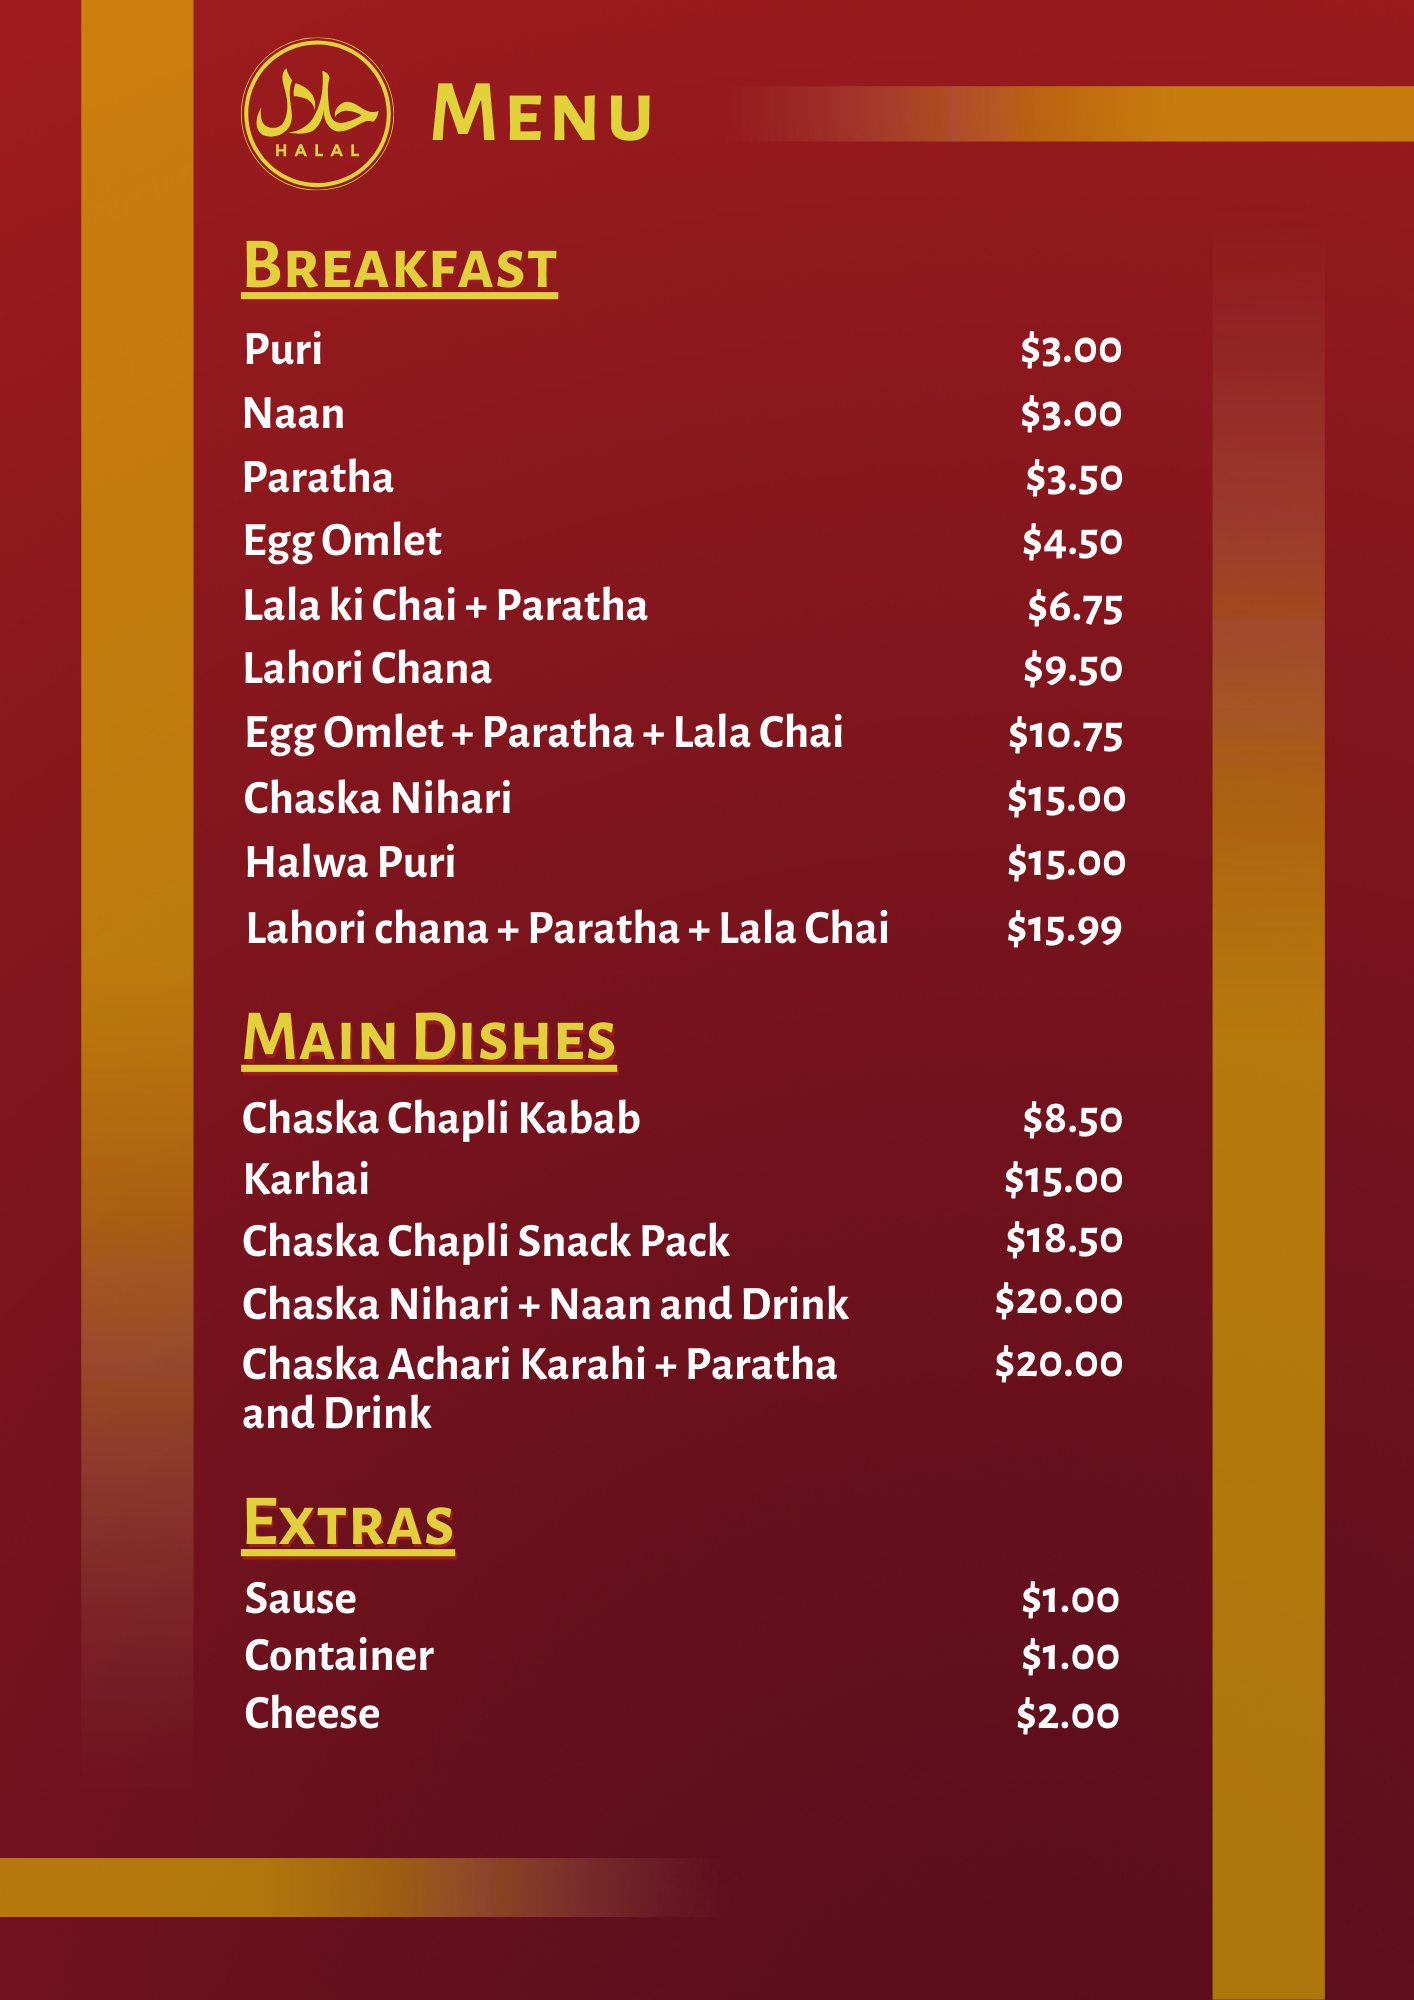 حلال
HALAL
MENU
BREAKFAST
Puri $3.00
Naan $3.00
Paratha $3.50
Egg Omlet $4.50
Lala ki Chai + Paratha $6.75
Lahori Chana $9.50
Egg Omlet + Paratha + Lala Chai $10.75
Chaska Nihari $15.00
Halwa Puri $15.00
Lahori chana + Paratha + Lala Chai $15.99
MAIN DISHES
Chaska Chapli Kabab $8.50
Karhai $15.00
Chaska Chapli Snack Pack $18.50
Chaska Nihari + Naan and Drink $20.00
Chaska Achari Karahi + Paratha $20.00
and Drink
EXTRAS
Sause $1.00
Container $1.00
Cheese $2.00